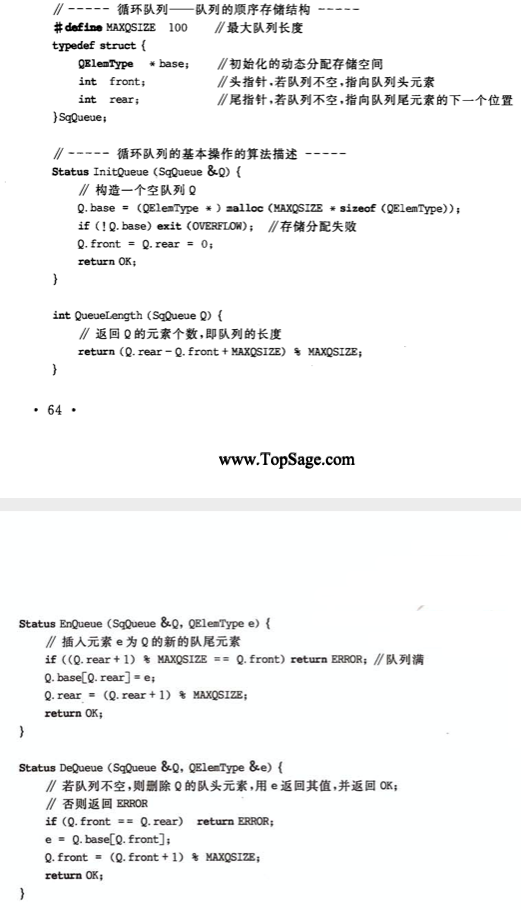 // ----- 循环队列——队列的顺序存储结构 -----
#define MAXQSIZE 100 //最大队列长度
typedef struct {
QElemType *base; //初始化的动态分配存储空间
int front; //头指针,若队列不空,指向队列头元素
int rear; //尾指针,若队列不空,指向队列尾元素的下一个位置
}SqQueue;
// ----- 循环队列的基本操作的算法描述 -----
Status InitQueue (SqQueue &Q) {
// 构造一个空队列 Q
Q.base = (QElemType *) malloc (MAXQSIZE * sizeof (QElemType));
if (!Q.base) exit (OVERFLOW); //存储分配失败
Q.front = Q.rear = 0;
return OK;
}
int QueueLength (SqQueue Q) {
// 返回 Q 的元素个数,即队列的长度
return (Q.rear - Q.front + MAXQSIZE) % MAXQSIZE;
}
· 64 ·
www.TopSage.com
Status EnQueue (SqQueue &Q, QElemType e) {
// 插入元素 e 为 Q 的新的队尾元素
if ((Q.rear + 1) % MAXQSIZE == Q.front) return ERROR; //队列满
Q.base[Q.rear] = e;
Q.rear = (Q.rear + 1) % MAXQSIZE;
return OK;
}
Status DeQueue (SqQueue &Q, QElemType &e) {
// 若队列不空,则删除 Q 的队头元素,用 e 返回其值,并返回 OK;
// 否则返回 ERROR
if (Q.front == Q.rear) return ERROR;
e = Q.base[Q.front];
Q.front = (Q.front + 1) % MAXQSIZE;
return OK;
}